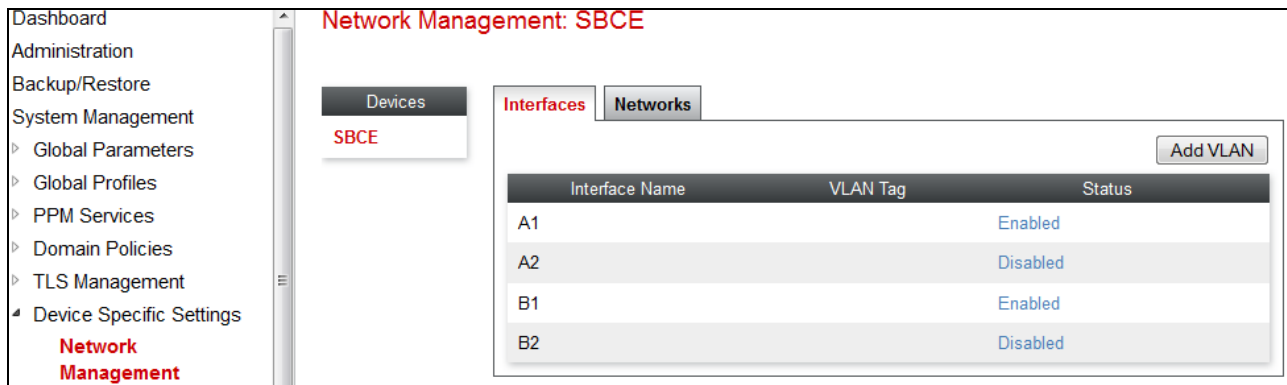 Dashboard
Administration
Backup/Restore
System Management
Global Parameters
Global Profiles
PPM Services
Domain Policies
TLS Management
Device Specific Settings
Network
Management
Network Management: SBCE
Devices
SBCE
Interfaces Networks
Add VLAN
Interface Name VLAN Tag Status
A1 Enabled
A2 Disabled
B1 Enabled
B2 Disabled